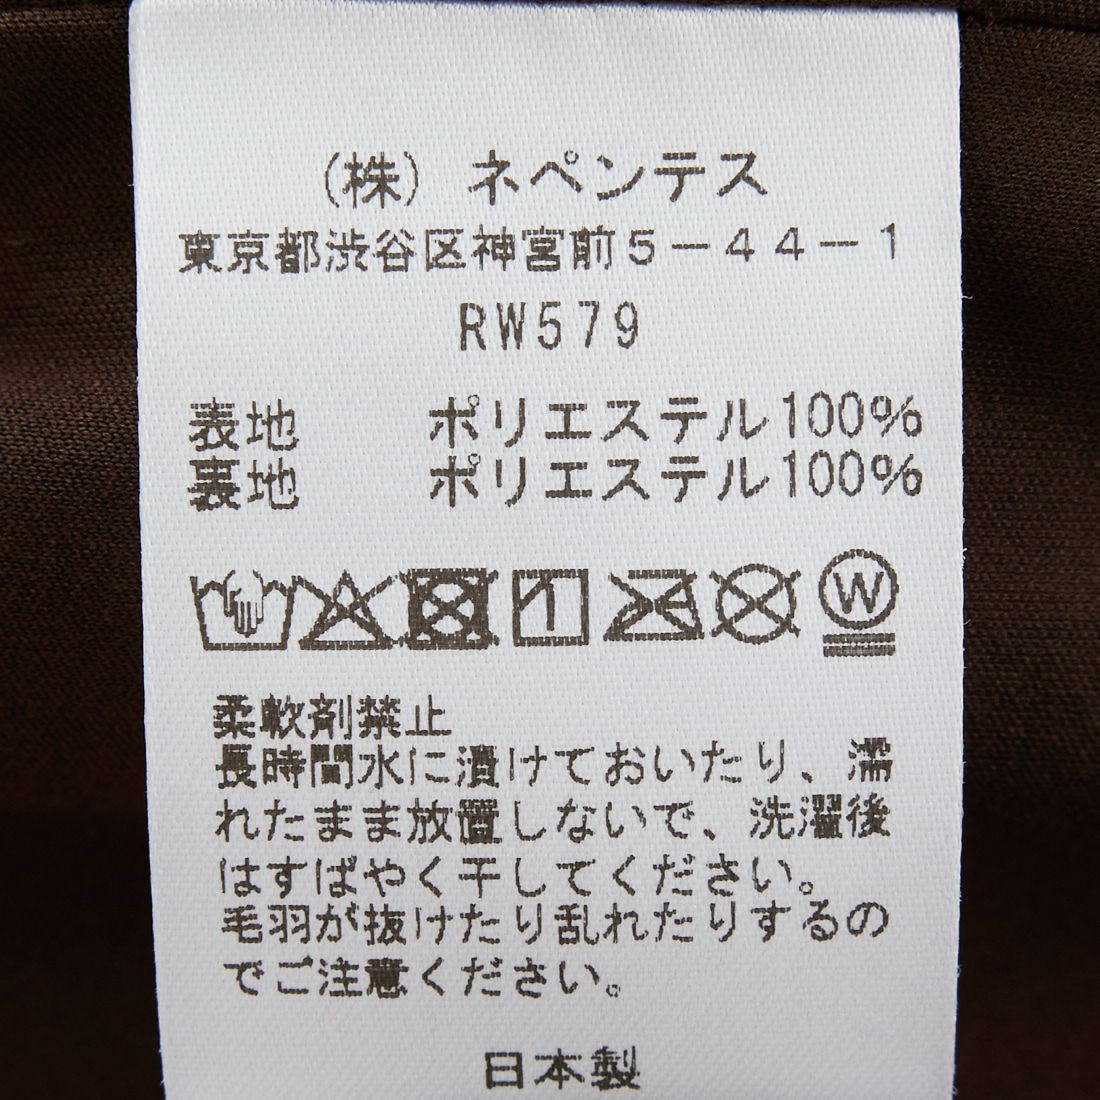 (株) ネペンテス
東京都渋谷区神宮前５－４４－１
RW579
表地 ポリエステル100%
裏地 ポリエステル100%
W
柔軟剤禁止
長時間水に漬けておいたり、濡
れたまま放置しないで、洗濯後
はすばやく干してください。
毛羽が抜けたり乱れたりするの
でご注意ください。
日本製